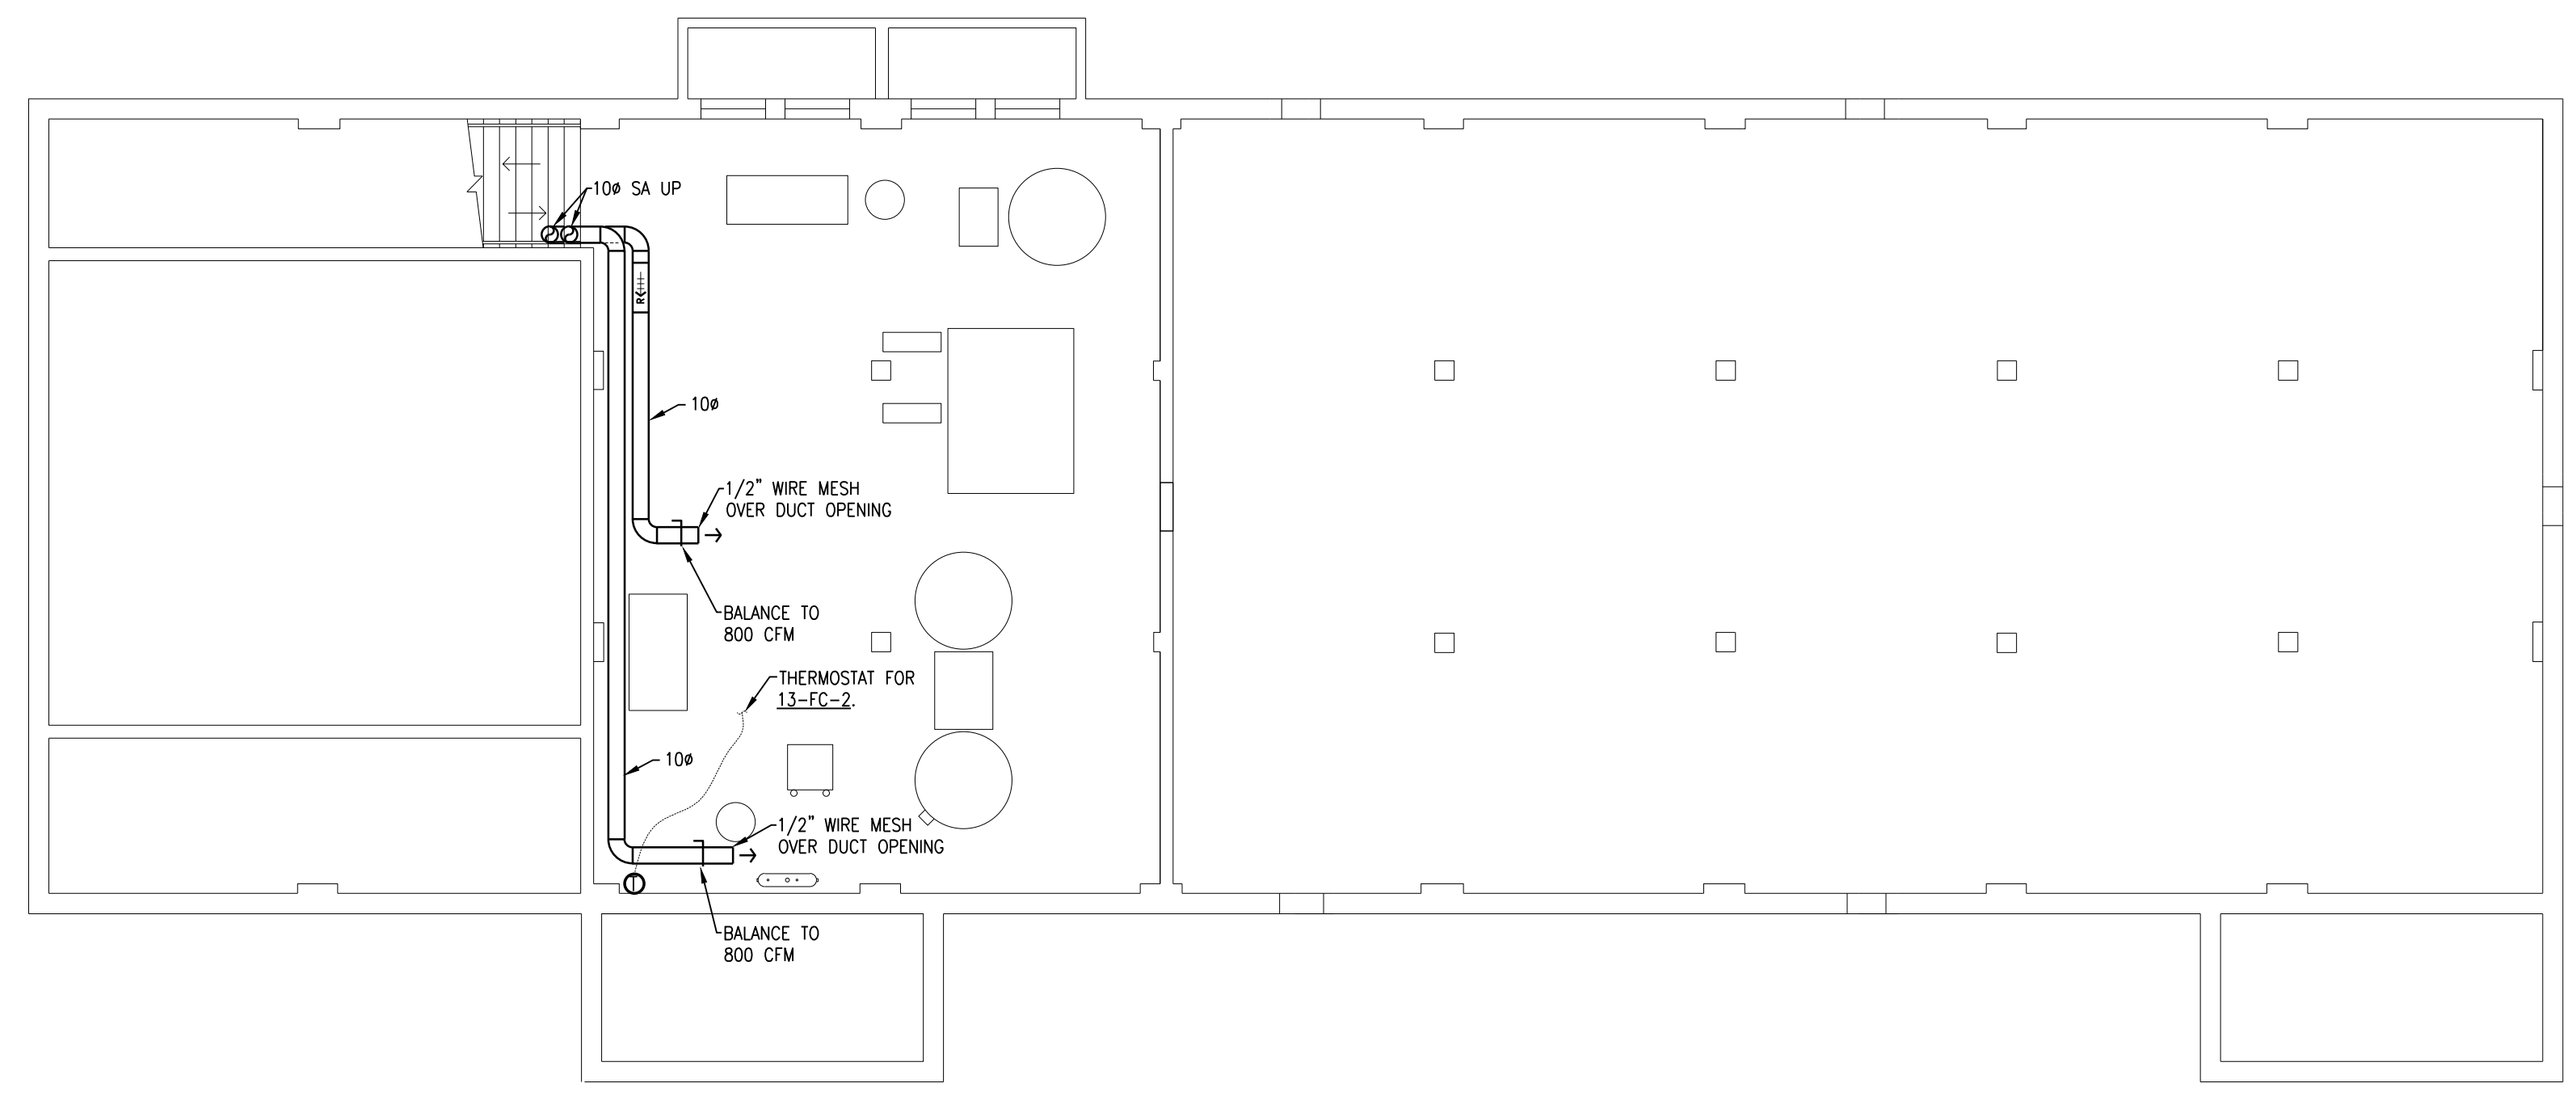 10ø SA UP
R
10ø
1/2" WIRE MESH
OVER DUCT OPENING
BALANCE TO
800 CFM
THERMOSTAT FOR
13-FC-2.
10ø
1/2" WIRE MESH
OVER DUCT OPENING
T
BALANCE TO
800 CFM